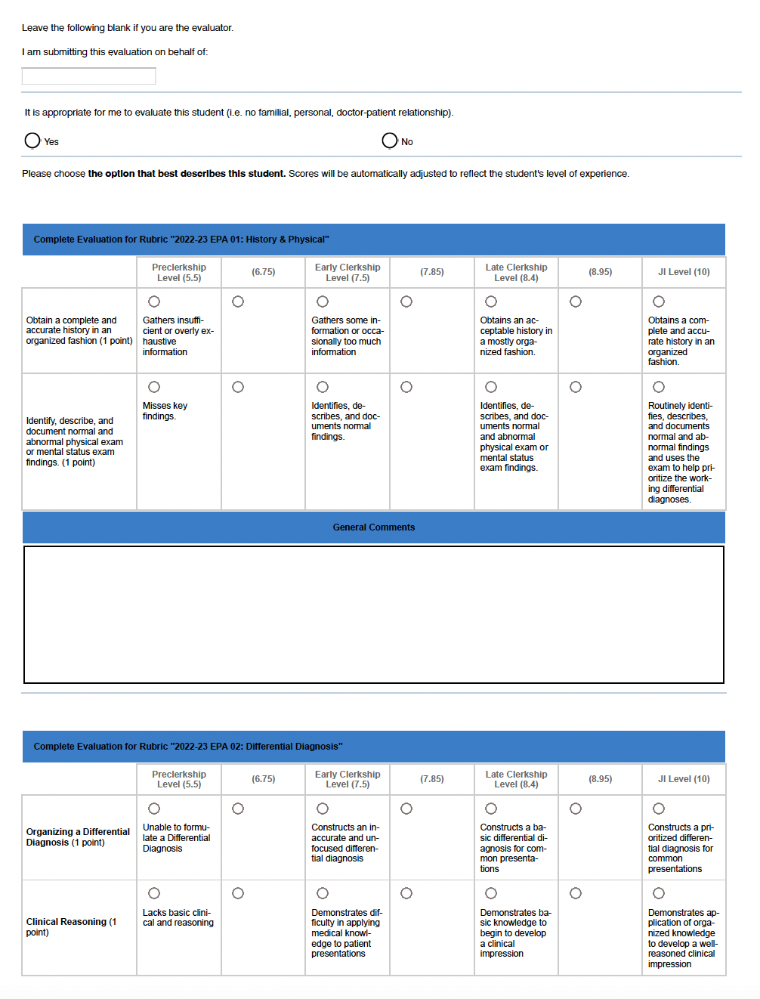 Leave the following blank if you are the evaluator.
I am submitting this evaluation on behalf of:
It is appropriate for me to evaluate this student (i.e. no familial, personal, doctor-patient relationship).
Yes
No
Please choose the option that best describes this student. Scores will be automatically adjusted to reflect the student's level of experience.
Complete Evaluation for Rubric "2022-23 EPA 01: History & Physical"
Preclerkship
Level (5.5)
(6.75)
Early Clerkship
Level (7.5)
(7.85)
Late Clerkship
Level (8.4)
(8.95)
JI Level (10)
Obtain a complete and
accurate history in an
organized fashion (1 point)
Gathers insuffi-
cient or overly ex-
haustive
information
Gathers some in-
formation or occa-
sionally too much
information
Obtains an ac-
ceptable history in
a mostly orga-
nized fashion.
Obtains a com-
plete and accu-
rate history in an
organized
fashion.
Identify, describe, and
document normal and
abnormal physical exam
or mental status exam
findings. (1 point)
Misses key
findings.
Identifies, de-
scribes, and doc-
uments normal
findings.
Identifies, de-
scribes, and doc-
uments normal
and abnormal
physical exam or
mental status
exam findings.
Routinely identi-
fies, describes,
and documents
normal and ab-
normal findings
and uses the
exam to help pri-
oritize the work-
ing differential
diagnoses.
General Comments
Complete Evaluation for Rubric "2022-23 EPA 02: Differential Diagnosis"
Preclerkship
Level (5.5)
(6.75)
Early Clerkship
Level (7.5)
(7.85)
Late Clerkship
Level (8.4)
(8.95)
JI Level (10)
Organizing a Differential
Diagnosis (1 point)
Unable to formu-
late a Differential
Diagnosis
Constructs an in-
accurate and un-
focused differen-
tial diagnosis
Constructs a ba-
sic differential di-
agnosis for com-
mon presenta-
tions
Constructs a pri-
oritized differen-
tial diagnosis for
common
presentations
Clinical Reasoning (1
point)
Lacks basic clini-
cal and reasoning
Demonstrates dif-
ficulty in applying
medical knowl-
edge to patient
presentations
Demonstrates ba-
sic knowledge to
begin to develop
a clinical
impression
Demonstrates ap-
plication of orga-
nized knowledge
to develop a well-
reasoned clinical
impression